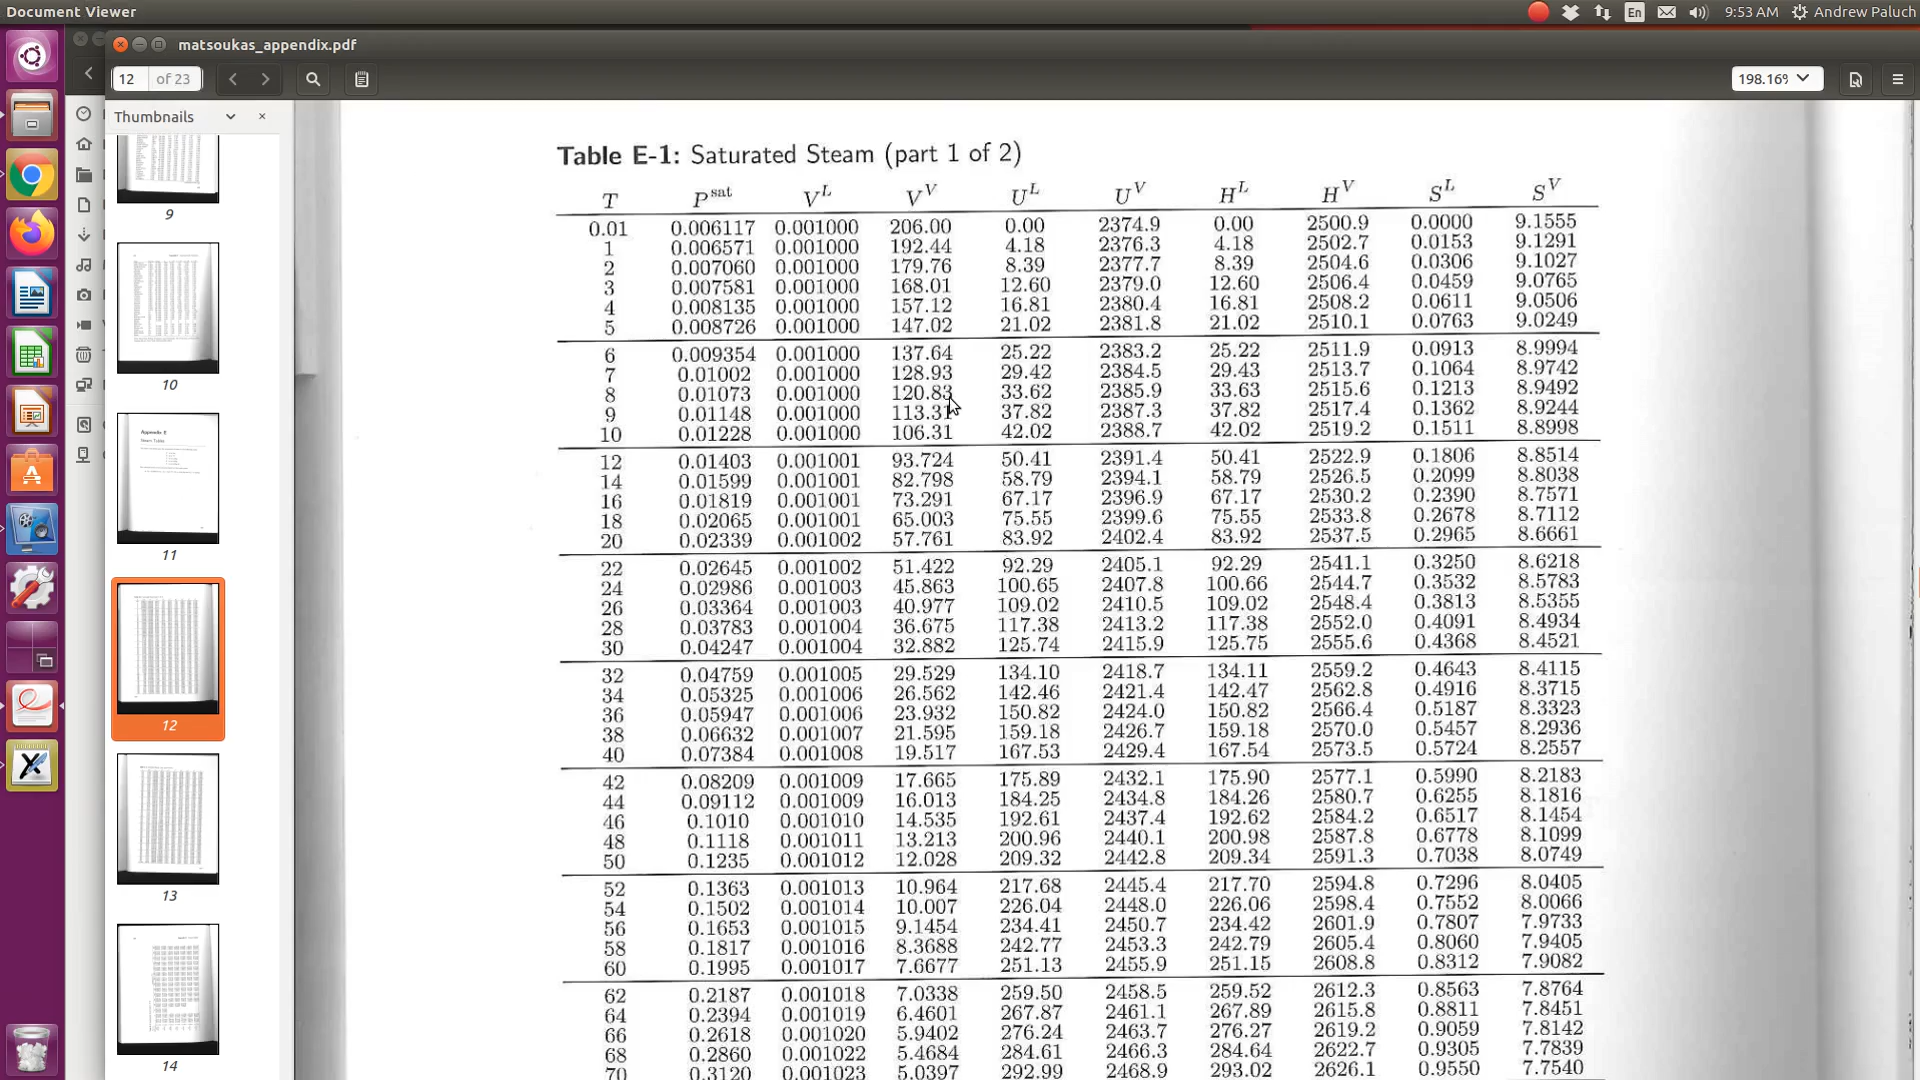 Document Viewer
En
9:53 AM
Andrew Paluch
matsoukas_appendix.pdf
12 of 23
198.16%
Thumbnails
9
10
11
12
13
14
Table E-1: Saturated Steam (part 1 of 2)
T P^sat V^L V^V U^L U^V H^L H^V S^L S^V
0.01 0.006117 0.001000 206.00 0.00 2374.9 0.00 2500.9 0.0000 9.1555
1 0.006571 0.001000 192.44 4.18 2376.3 4.18 2502.7 0.0153 9.1291
2 0.007060 0.001000 179.76 8.39 2377.7 8.39 2504.6 0.0306 9.1027
3 0.007581 0.001000 168.01 12.60 2379.0 12.60 2506.4 0.0459 9.0765
4 0.008135 0.001000 157.12 16.81 2380.4 16.81 2508.2 0.0611 9.0506
5 0.008726 0.001000 147.02 21.02 2381.8 21.02 2510.1 0.0763 9.0249
6 0.009354 0.001000 137.64 25.22 2383.2 25.22 2511.9 0.0913 8.9994
7 0.01002 0.001000 128.93 29.42 2384.5 29.43 2513.7 0.1064 8.9742
8 0.01073 0.001000 120.83 33.62 2385.9 33.63 2515.6 0.1213 8.9492
9 0.01148 0.001000 113.31 37.82 2387.3 37.82 2517.4 0.1362 8.9244
10 0.01228 0.001000 106.31 42.02 2388.7 42.02 2519.2 0.1511 8.8998
12 0.01403 0.001001 93.724 50.41 2391.4 50.41 2522.9 0.1806 8.8514
14 0.01599 0.001001 82.798 58.79 2394.1 58.79 2526.5 0.2099 8.8038
16 0.01819 0.001001 73.291 67.17 2396.9 67.17 2530.2 0.2390 8.7571
18 0.02065 0.001001 65.003 75.55 2399.6 75.55 2533.8 0.2678 8.7112
20 0.02339 0.001002 57.761 83.92 2402.4 83.92 2537.5 0.2965 8.6661
22 0.02645 0.001002 51.422 92.29 2405.1 92.29 2541.1 0.3250 8.6218
24 0.02986 0.001003 45.863 100.65 2407.8 100.66 2544.7 0.3532 8.5783
26 0.03364 0.001003 40.977 109.02 2410.5 109.02 2548.4 0.3813 8.5355
28 0.03783 0.001004 36.675 117.38 2413.2 117.38 2552.0 0.4091 8.4934
30 0.04247 0.001004 32.882 125.74 2415.9 125.75 2555.6 0.4368 8.4521
32 0.04759 0.001005 29.529 134.10 2418.7 134.11 2559.2 0.4643 8.4115
34 0.05325 0.001006 26.562 142.46 2421.4 142.47 2562.8 0.4916 8.3715
36 0.05947 0.001006 23.932 150.82 2424.0 150.82 2566.4 0.5187 8.3323
38 0.06632 0.001007 21.595 159.18 2426.7 159.18 2570.0 0.5457 8.2936
40 0.07384 0.001008 19.517 167.53 2429.4 167.54 2573.5 0.5724 8.2557
42 0.08209 0.001009 17.665 175.89 2432.1 175.90 2577.1 0.5990 8.2183
44 0.09112 0.001009 16.013 184.25 2434.8 184.26 2580.7 0.6255 8.1816
46 0.1010 0.001010 14.535 192.61 2437.4 192.62 2584.2 0.6517 8.1454
48 0.1118 0.001011 13.213 200.96 2440.1 200.98 2587.8 0.6778 8.1099
50 0.1235 0.001012 12.028 209.32 2442.8 209.34 2591.3 0.7038 8.0749
52 0.1363 0.001013 10.964 217.68 2445.4 217.70 2594.8 0.7296 8.0405
54 0.1502 0.001014 10.007 226.04 2448.0 226.06 2598.4 0.7552 8.0066
56 0.1653 0.001015 9.1454 234.41 2450.7 234.42 2601.9 0.7807 7.9733
58 0.1817 0.001016 8.3688 242.77 2453.3 242.79 2605.4 0.8060 7.9405
60 0.1995 0.001017 7.6677 251.13 2455.9 251.15 2608.8 0.8312 7.9082
62 0.2187 0.001018 7.0338 259.50 2458.5 259.52 2612.3 0.8563 7.8764
64 0.2394 0.001019 6.4601 267.87 2461.1 267.89 2615.8 0.8811 7.8451
66 0.2618 0.001020 5.9402 276.24 2463.7 276.27 2619.2 0.9059 7.8142
68 0.2860 0.001022 5.4684 284.61 2466.3 284.64 2622.7 0.9305 7.7839
70 0.3120 0.001023 5.0397 292.99 2468.9 293.02 2626.1 0.9550 7.7540